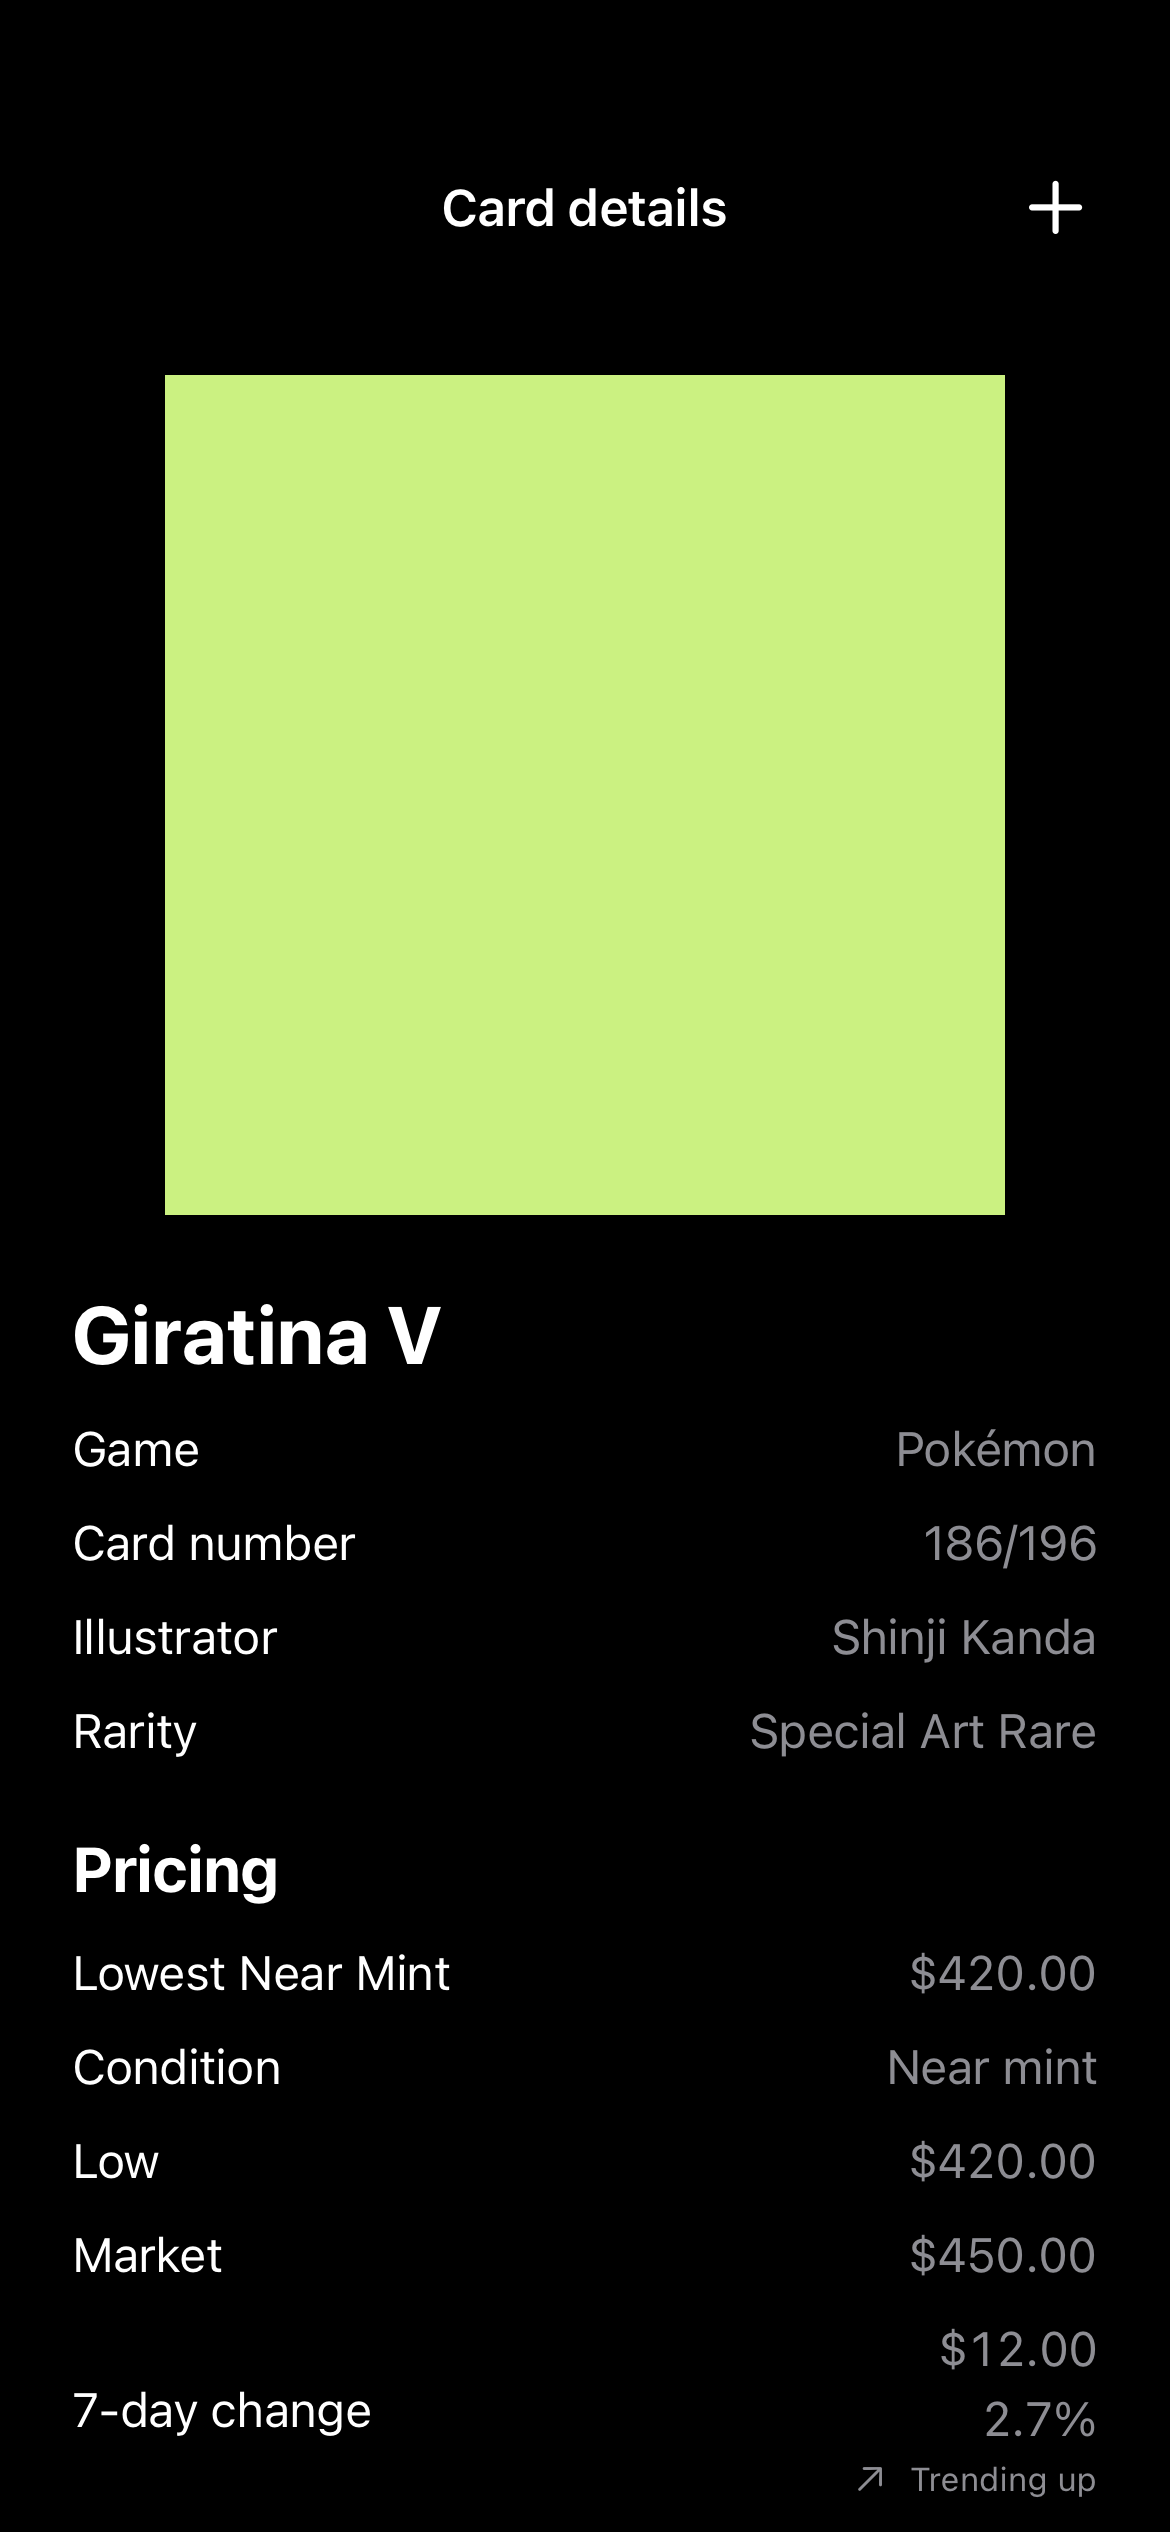 Card details
Giratina V
Game Pokémon
Card number 186/196
Illustrator Shinji Kanda
Rarity Special Art Rare
Pricing
Lowest Near Mint $420.00
Condition Near mint
Low $420.00
Market $450.00
7-day change $12.00
2.7%
Trending up